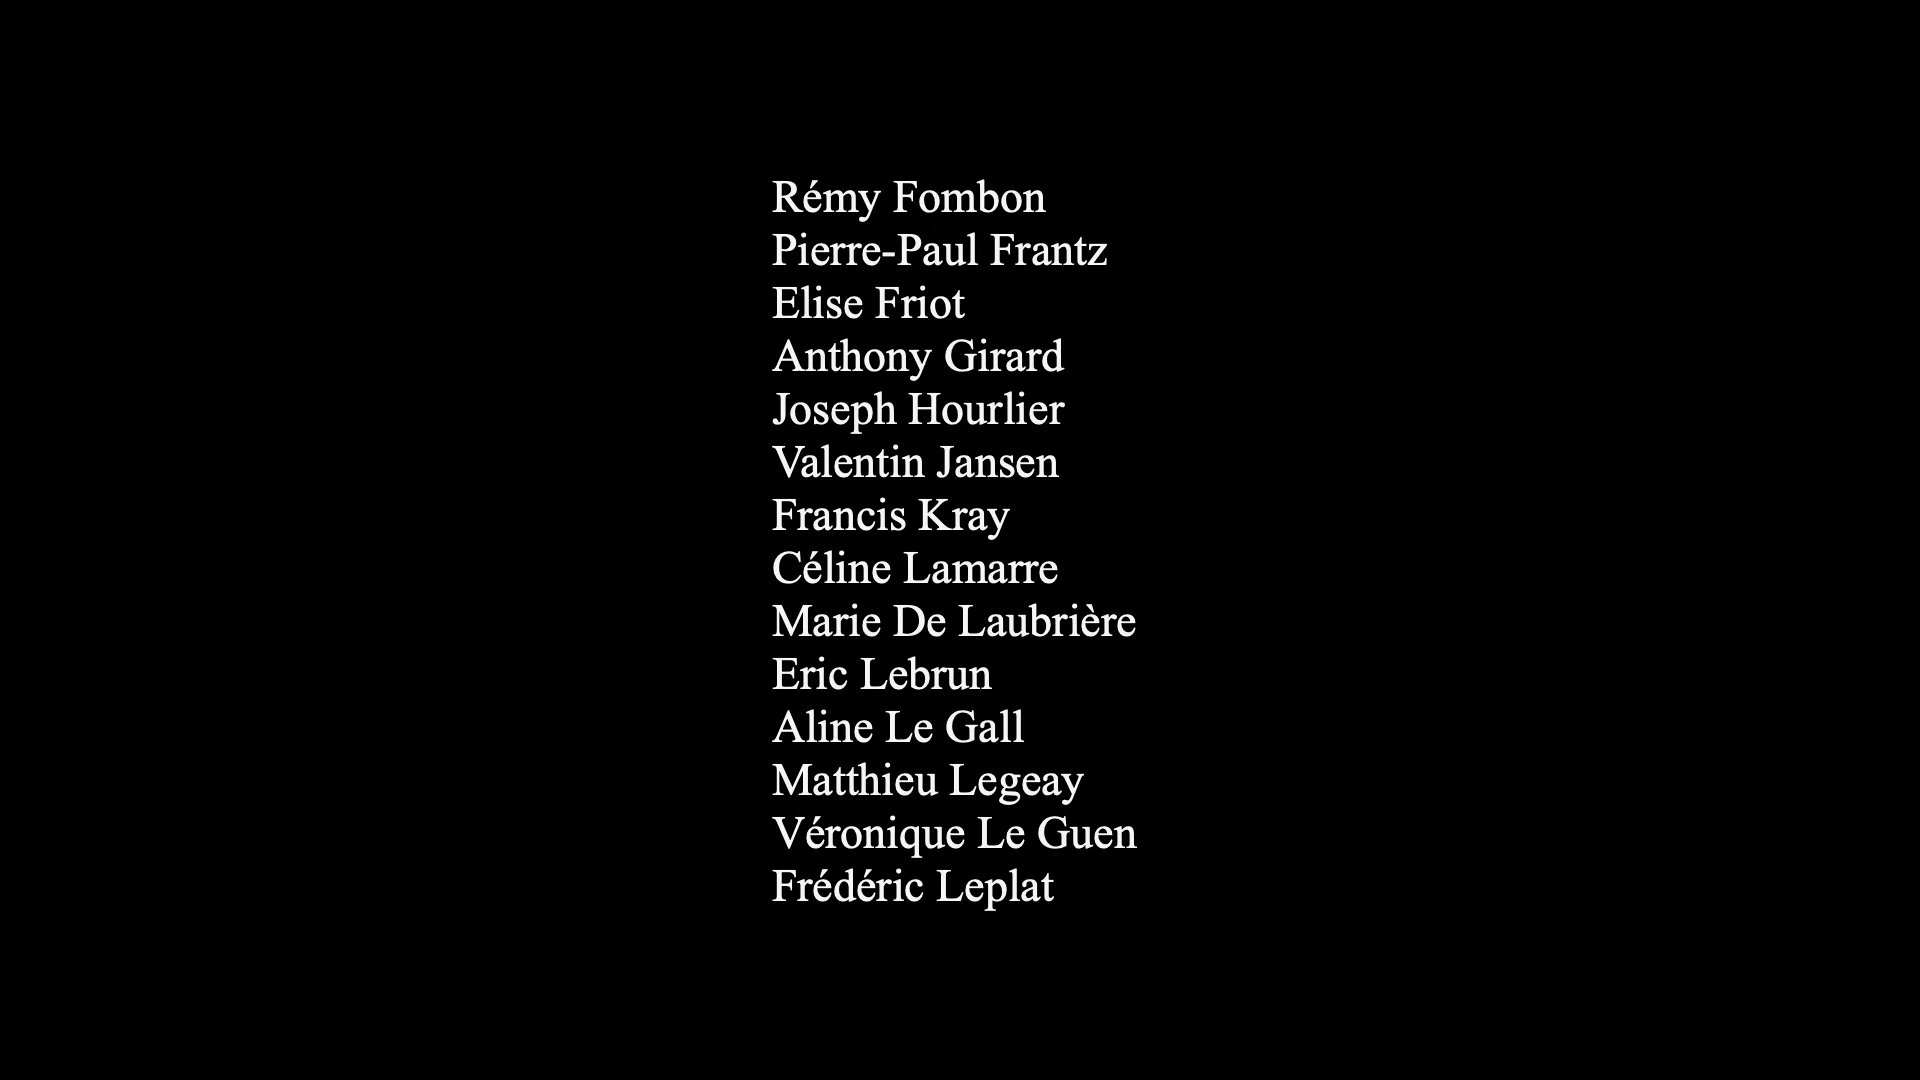 Rémy Fombon
Pierre-Paul Frantz
Elise Friot
Anthony Girard
Joseph Hourlier
Valentin Jansen
Francis Kray
Céline Lamarre
Marie De Laubrière
Eric Lebrun
Aline Le Gall
Matthieu Legeay
Véronique Le Guen
Frédéric Leplat